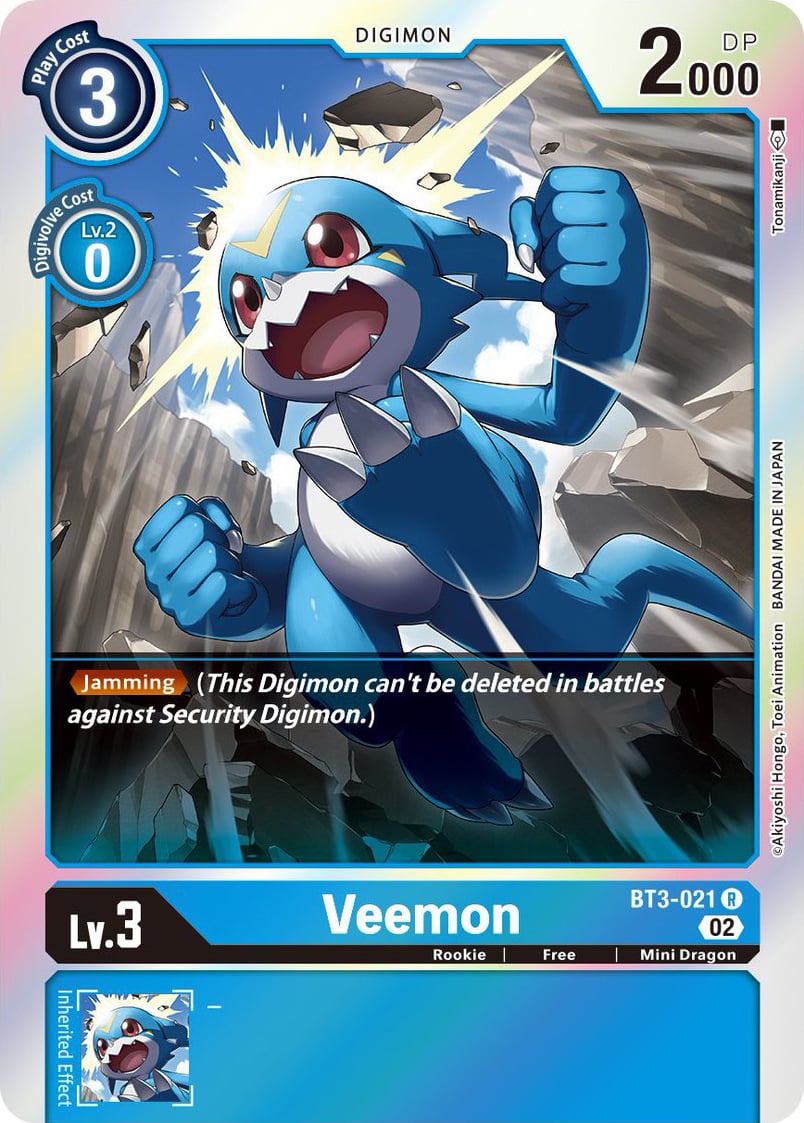 DIGIMON
Play Cost
3
DP
2000
Digivolve Cost
Lv.2
0
Tonamikanji
©Akiyoshi Hongo, Toei Animation BANDAI MADE IN JAPAN
Jamming (This Digimon can't be deleted in battles
against Security Digimon.)
Lv.3
Veemon
BT3-021 R
02
Rookie | Free | Mini Dragon
Inherited Effect
–